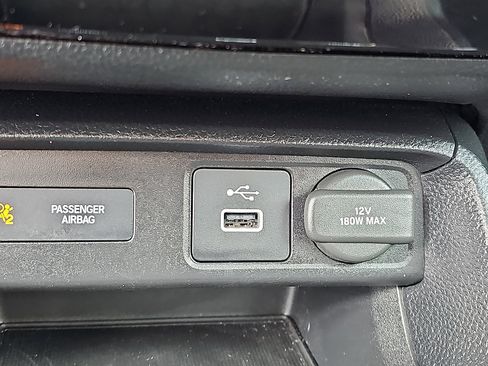 PASSENGER
AIRBAG
12V
180W MAX